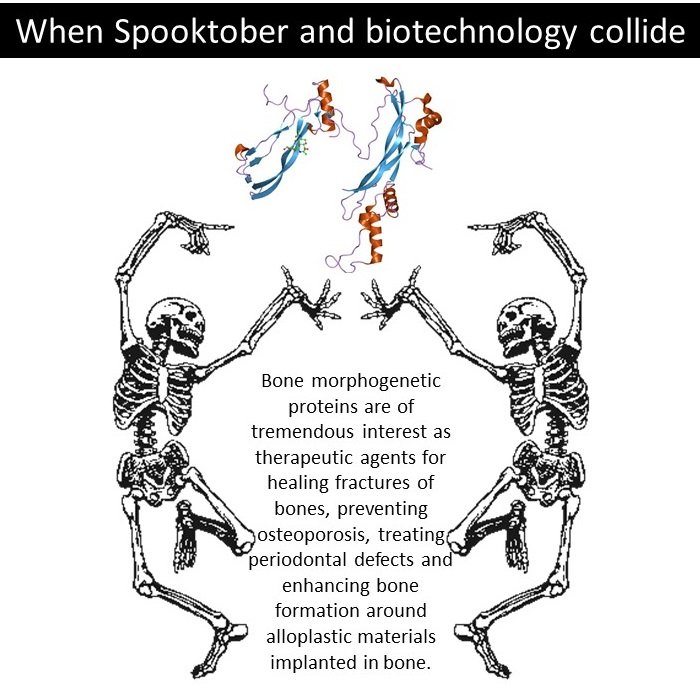 When Spooktober and biotechnology collide
Bone morphogenetic
proteins are of
tremendous interest as
therapeutic agents for
healing fractures of
bones, preventing
osteoporosis, treating
periodontal defects and
enhancing bone
formation around
alloplastic materials
implanted in bone.